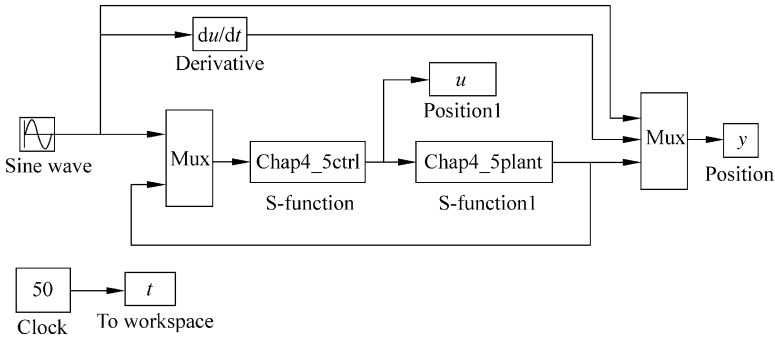 du/dt
Derivative
u
Position1
Sine wave
Mux
Chap4_5ctrl
S-function
Chap4_5plant
S-function1
Mux
y
Position
50
Clock
t
To workspace